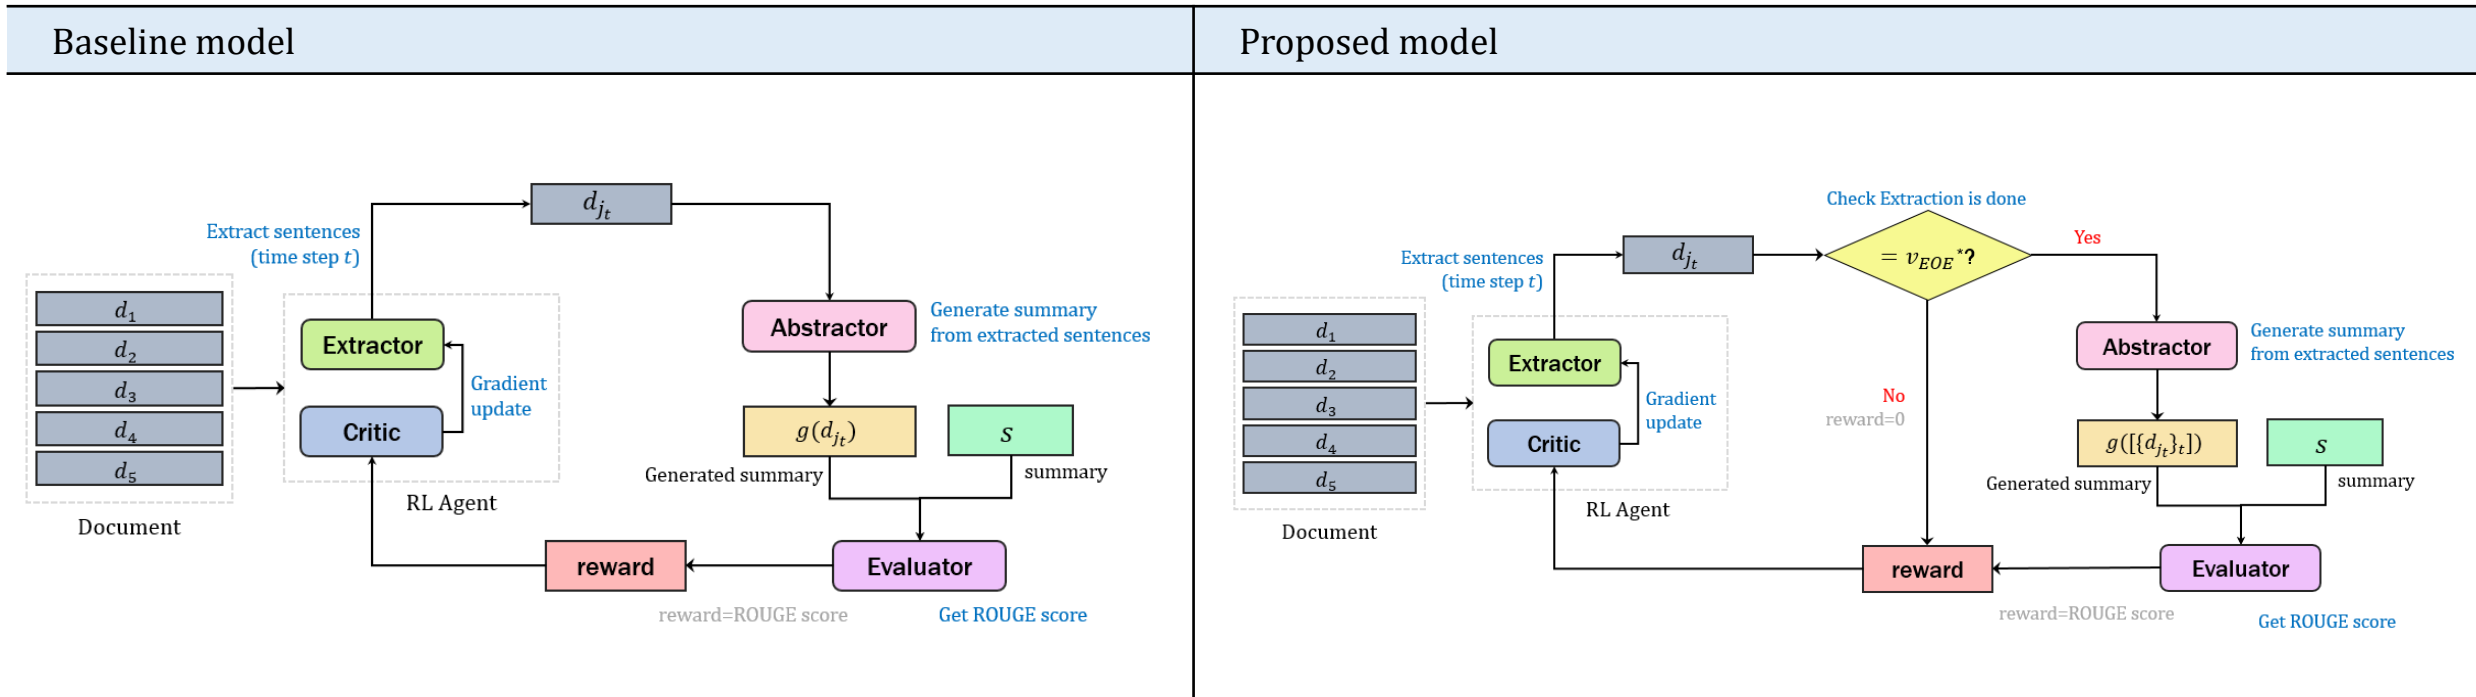 Baseline model
Proposed model
Extract sentences
(time step t)
d_{j_t}
d_1
d_2
d_3
d_4
d_5
Document
Extractor
Critic
Gradient
update
RL Agent
Abstractor
Generate summary
from extracted sentences
g(d_{j_t})
s
Generated summary
summary
reward
Evaluator
reward=ROUGE score
Get ROUGE score
Check Extraction is done
Extract sentences
(time step t)
d_{j_t}
= v_{EOE}*?
Yes
d_1
d_2
d_3
d_4
d_5
Document
Extractor
Critic
Gradient
update
RL Agent
No
reward=0
Abstractor
Generate summary
from extracted sentences
g([{d_{j_t}}_t])
s
Generated summary
summary
reward
Evaluator
reward=ROUGE score
Get ROUGE score